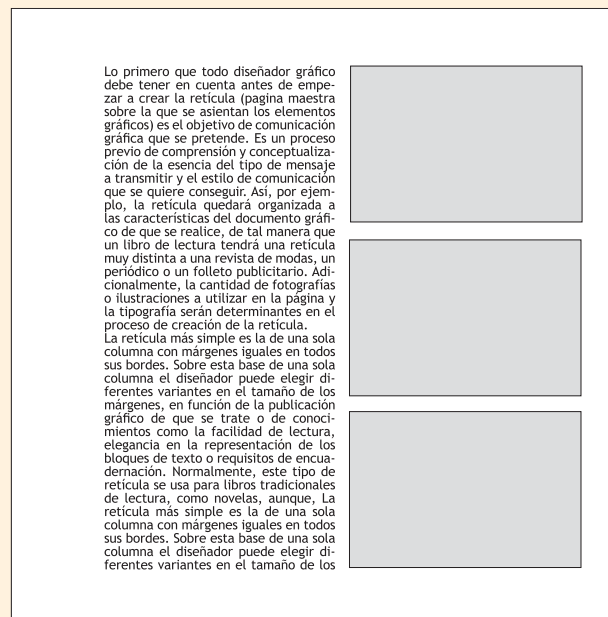 Lo primero que todo diseñador gráfico
debe tener en cuenta antes de empe-
zar a crear la retícula (pagina maestra
sobre la que se asientan los elementos
gráficos) es el objetivo de comunicación
gráfica que se pretende. Es un proceso
previo de comprensión y conceptualiza-
ción de la esencia del tipo de mensaje
a transmitir y el estilo de comunicación
que se quiere conseguir. Así, por ejem-
plo, la retícula quedará organizada a
las características del documento gráfi-
co de que se realice, de tal manera que
un libro de lectura tendrá una retícula
muy distinta a una revista de modas, un
periódico o un folleto publicitario. Adi-
cionalmente, la cantidad de fotografías
o ilustraciones a utilizar en la página y
la tipografía serán determinantes en el
proceso de creación de la retícula.
La retícula más simple es la de una sola
columna con márgenes iguales en todos
sus bordes. Sobre esta base de una sola
columna el diseñador puede elegir di-
ferentes variantes en el tamaño de los
márgenes, en función de la publicación
gráfico de que se trate o de conoci-
mientos como la facilidad de lectura,
elegancia en la representación de los
bloques de texto o requisitos de encua-
dernación. Normalmente, este tipo de
retícula se usa para libros tradicionales
de lectura, como novelas, aunque, La
retícula más simple es la de una sola
columna con márgenes iguales en todos
sus bordes. Sobre esta base de una sola
columna el diseñador puede elegir di-
ferentes variantes en el tamaño de los